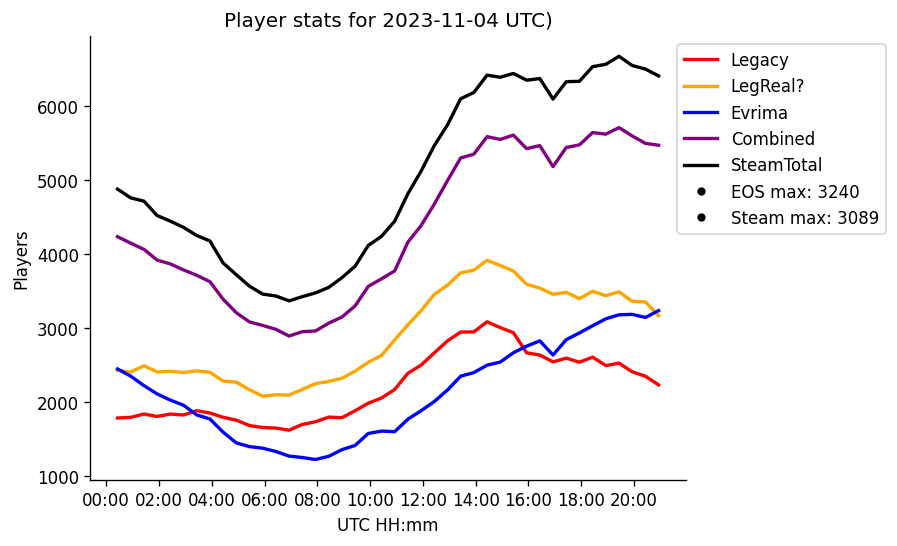 Player stats for 2023-11-04 UTC)
Legacy
LegReal?
Evrima
Combined
SteamTotal
EOS max: 3240
Steam max: 3089
Players
6000
5000
4000
3000
2000
1000
00:00 02:00 04:00 06:00 08:00 10:00 12:00 14:00 16:00 18:00 20:00
UTC HH:mm